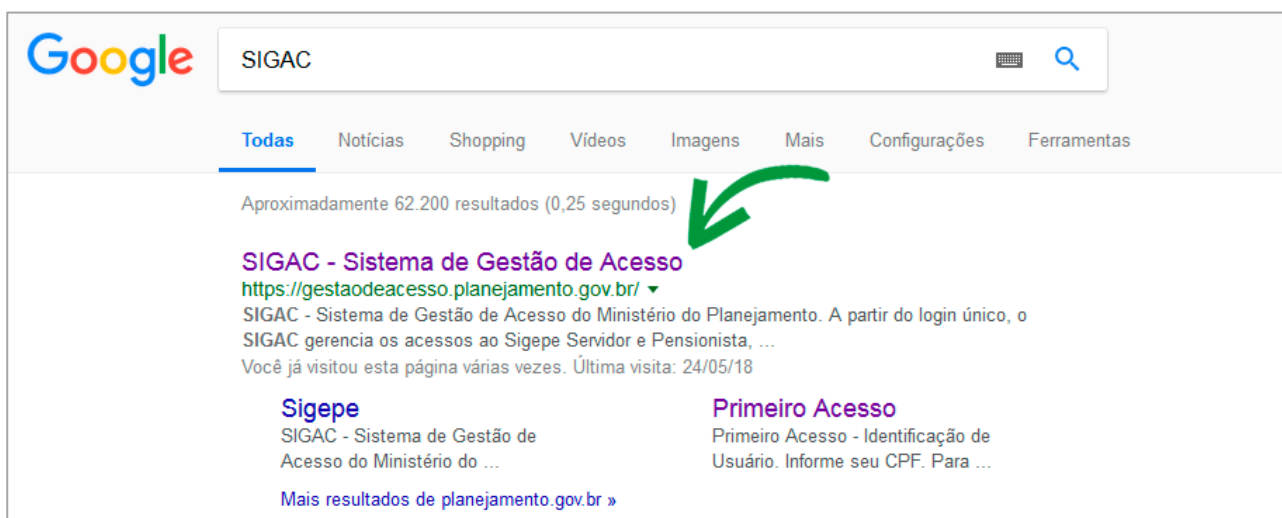 Google
SIGAC
Todas Notícias Shopping Vídeos Imagens Mais Configurações Ferramentas
Aproximadamente 62.200 resultados (0,25 segundos)
SIGAC - Sistema de Gestão de Acesso
https://gestaodeacesso.planejamento.gov.br/
SIGAC - Sistema de Gestão de Acesso do Ministério do Planejamento. A partir do login único, o
SIGAC gerencia os acessos ao Sigepe Servidor e Pensionista, ...
Você já visitou esta página várias vezes. Última visita: 24/05/18
Sigepe
SIGAC - Sistema de Gestão de
Acesso do Ministério do ...
Primeiro Acesso
Primeiro Acesso - Identificação de
Usuário. Informe seu CPF. Para ...
Mais resultados de planejamento.gov.br »